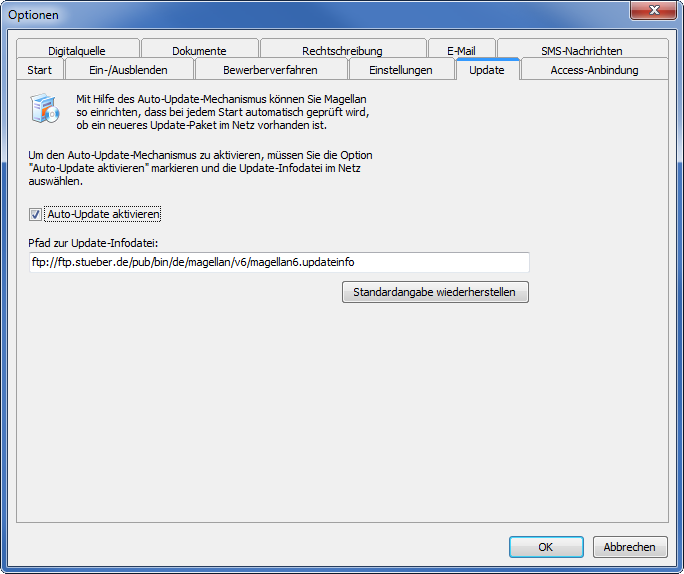 Optionen
Digitalquelle Dokumente Rechtschreibung E-Mail SMS-Nachrichten
Start Ein-/Ausblenden Bewerberverfahren Einstellungen Update Access-Anbindung
Mit Hilfe des Auto-Update-Mechanismus können Sie Magellan
so einrichten, dass bei jedem Start automatisch geprüft wird,
ob ein neueres Update-Paket im Netz vorhanden ist.
Um den Auto-Update-Mechanismus zu aktivieren, müssen Sie die Option
"Auto-Update aktivieren" markieren und die Update-Infodatei im Netz
auswählen.
Auto-Update aktivieren
Pfad zur Update-Infodatei:
ftp://ftp.stueber.de/pub/bin/de/magellan/v6/magellan6.updateinfo
Standardangabe wiederherstellen
OK Abbrechen